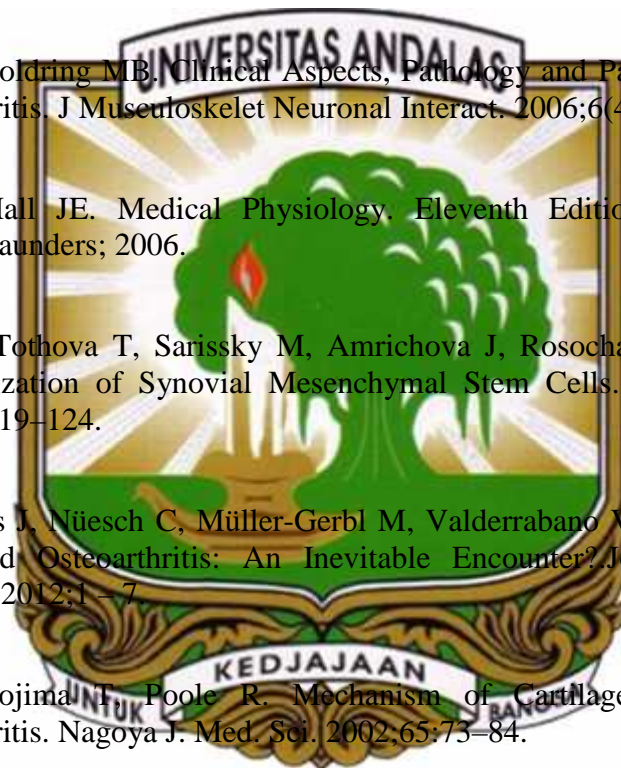 UNIVERSITAS ANDALAS
oldring MB. Clinical Aspects, Pathology and Pa
ritis. J Musculoskelet Neuronal Interact. 2006;6(4
Hall JE. Medical Physiology. Eleventh Editio
aunders; 2006.
Tothova T, Sarissky M, Amrichova J, Rosocha
zation of Synovial Mesenchymal Stem Cells.
19–124.
s J, Nüesch C, Müller-Gerbl M, Valderrabano V
d Osteoarthritis: An Inevitable Encounter?.J
2012;1 – 7.
ojima T, Poole R. Mechanism of Cartilage
ritis. Nagoya J. Med. Sci. 2002;65:73–84.
UNTUK KEDJAJAAN BANGSA